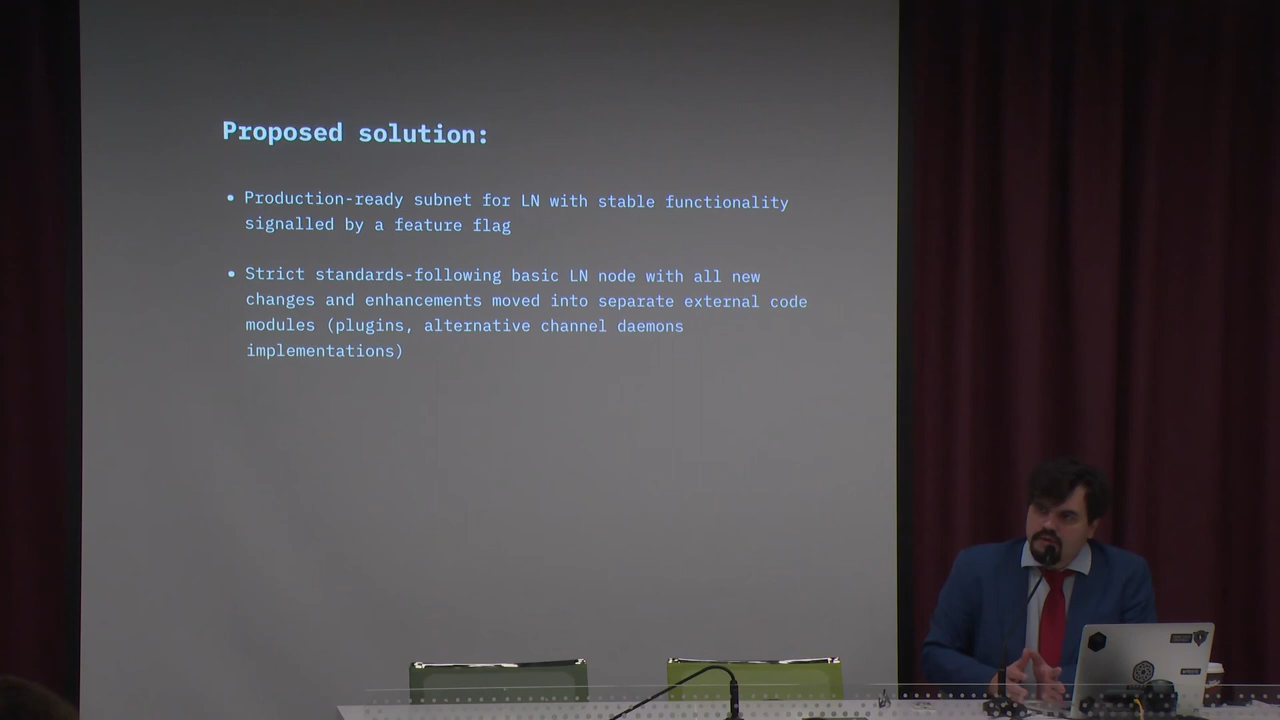 Proposed solution:
• Production-ready subnet for LN with stable functionality
signalled by a feature flag
• Strict standards-following basic LN node with all new
changes and enhancements moved into separate external code
modules (plugins, alternative channel daemons
implementations)